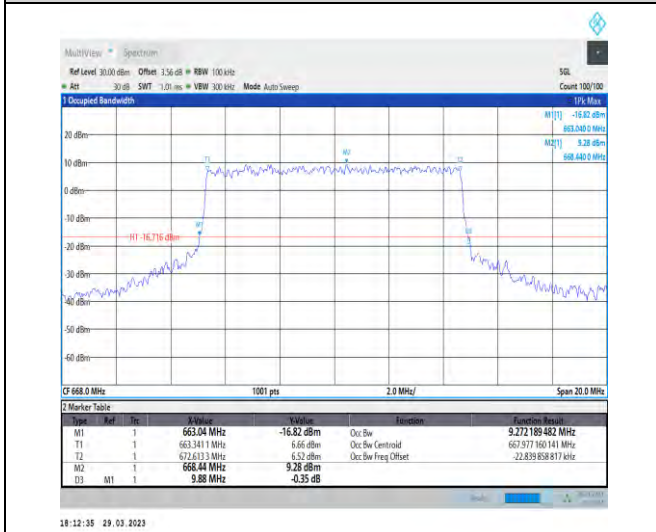 MultiView Spectrum
Ref Level 30.00 dBm Offset 3.56 dB RBW 100 kHz SGL
Att 30 dB SWT 1.01 ms VBW 300 kHz Mode Auto Sweep Count 100/100
1 Occupied Bandwidth 1Pk Max
M1[1] -16.82 dBm
663.0400 MHz
M2[1] 9.28 dBm
668.4400 MHz
20 dBm
10 dBm
0 dBm
-10 dBm
-20 dBm
-30 dBm
-40 dBm
-50 dBm
-60 dBm
T1
M2
T2
M1
H1 -16.716 dBm
CF 668.0 MHz 1001 pts 2.0 MHz/ Span 20.0 MHz
2 Marker Table
Type Ref Trc X-Value Y-Value Function Function Result
M1 1 663.04 MHz -16.82 dBm Occ Bw 9.272189482 MHz
T1 1 663.3411 MHz 6.66 dBm Occ Bw Centroid 667.977160141 MHz
T2 1 672.6133 MHz 6.52 dBm Occ Bw Freq Offset -22.839858817 kHz
M2 1 668.44 MHz 9.28 dBm
D3 M1 1 9.88 MHz -0.35 dB
18:12:35 29.03.2023